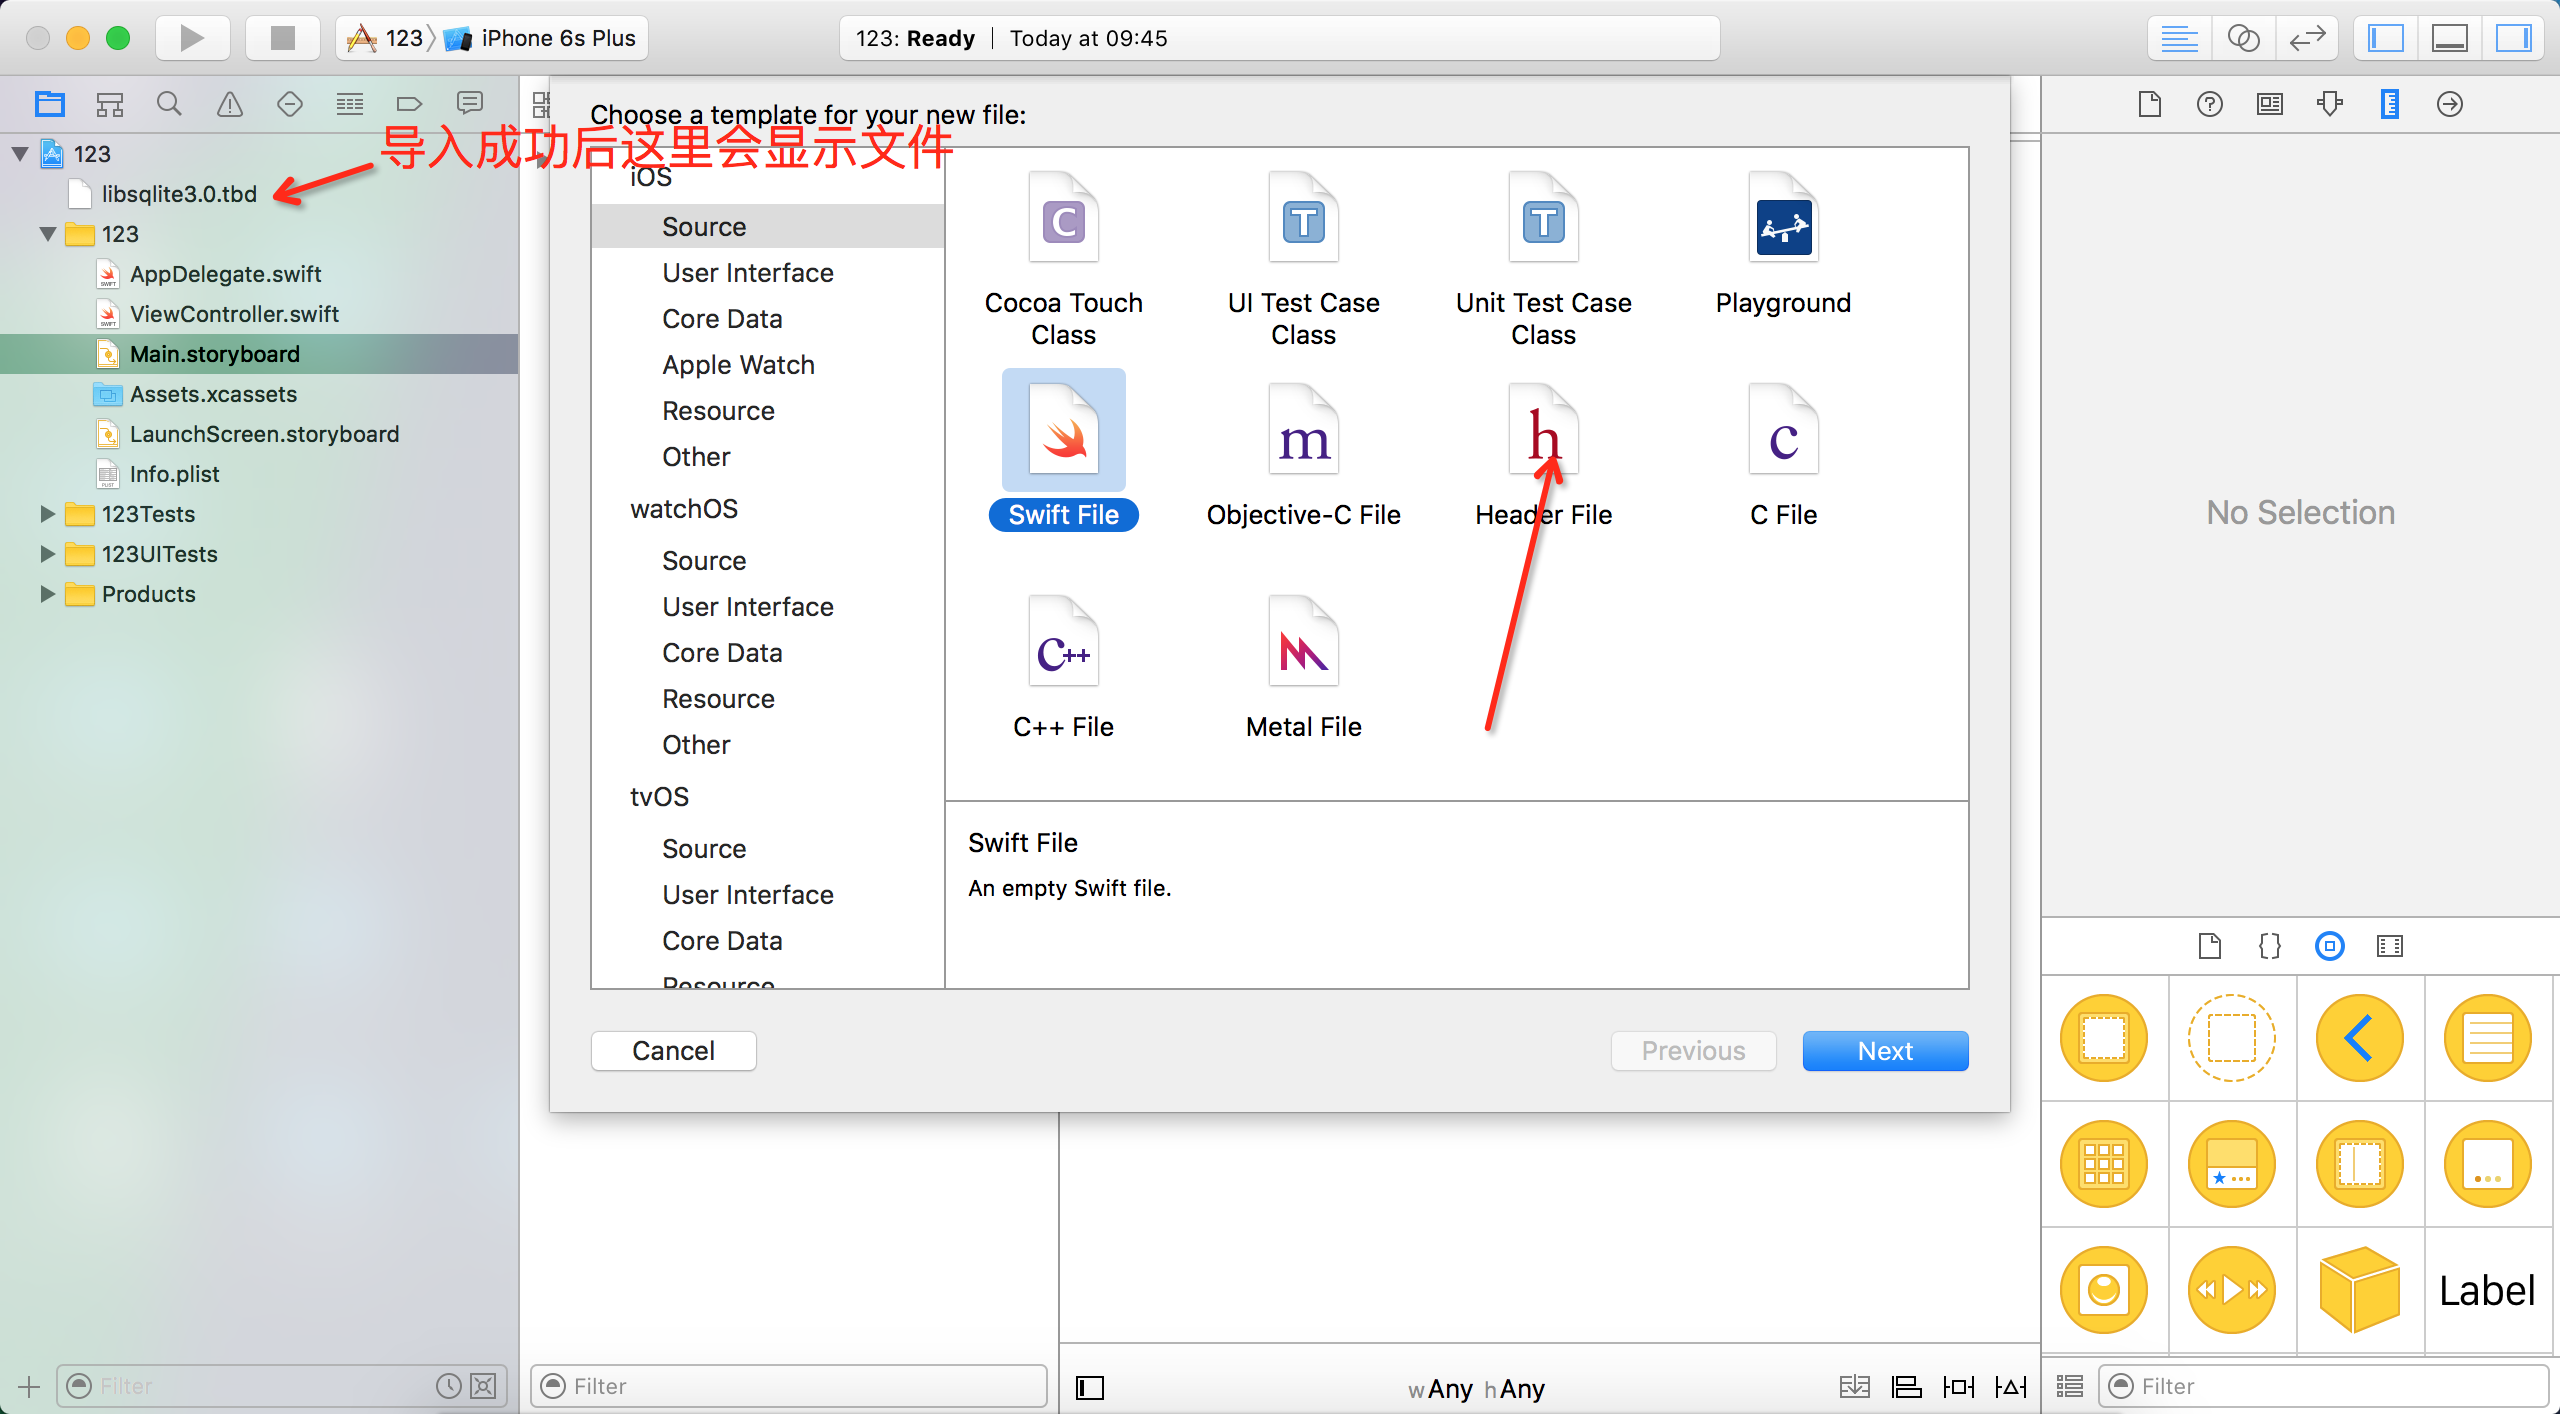 123
iPhone 6s Plus
123: Ready
Today at 09:45
Choose a template for your new file:
导入成功后这里会显示文件
123
libsqlite3.0.tbd
123
AppDelegate.swift
ViewController.swift
Main.storyboard
Assets.xcassets
LaunchScreen.storyboard
Info.plist
123Tests
123UITests
Products
Filter
iOS
Source
User Interface
Core Data
Apple Watch
Resource
Other
watchOS
Source
User Interface
Core Data
Resource
Other
tvOS
Source
User Interface
Core Data
Resource
C
Cocoa Touch
Class
T
UI Test Case
Class
T
Unit Test Case
Class
Playground
Swift File
m
Objective-C File
h
Header File
c
C File
C++
C++ File
Metal File
Swift File
An empty Swift file.
Cancel
Previous
Next
No Selection
{}
Label
Filter
wAny hAny
Filter